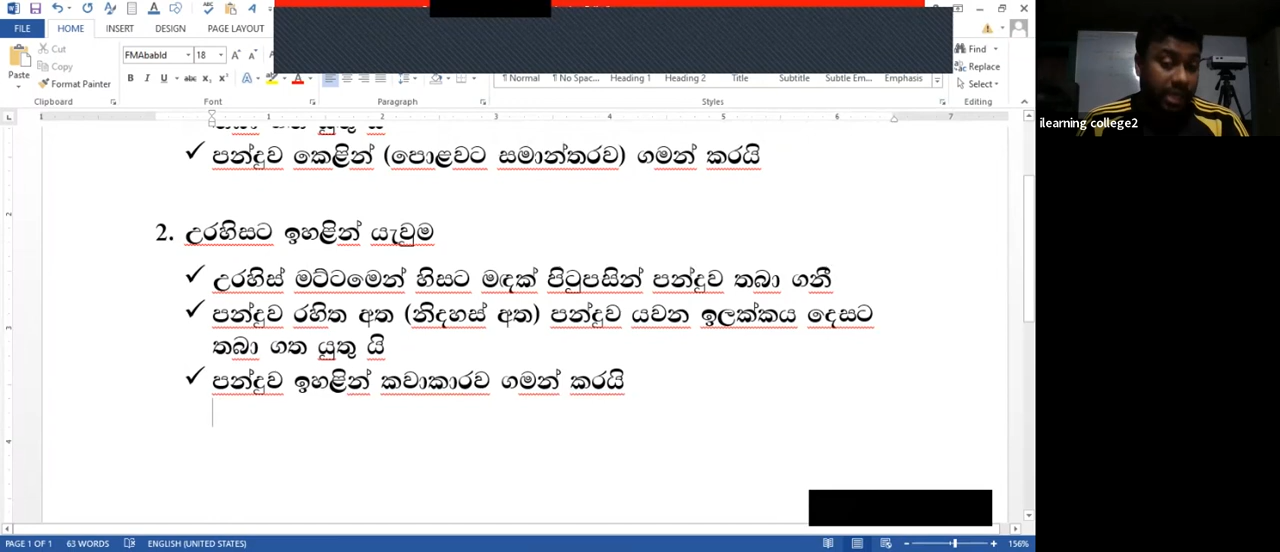 FILE HOME INSERT DESIGN PAGE LAYOUT
Cut
Copy
Paste
Format Painter
FMAbabld 18
Clipboard Font Paragraph Styles Editing
¶ Normal ¶ No Spac... Heading 1 Heading 2 Title Subtitle Subtle Em... Emphasis
Find
Replace
Select
තබා ගත යුතු යි
✓ පන්දුව කෙළින් (පොළවට සමාන්තරව) ගමන් කරයි
2. උරහිසට ඉහළින් යැවුම
✓ උරහිස් මට්ටමෙන් හිසට මඳක් පිටුපසින් පන්දුව තබා ගනී
✓ පන්දුව රහිත අත (නිදහස් අත) පන්දුව යවන ඉලක්කය දෙසට
තබා ගත යුතු යි
✓ පන්දුව ඉහළින් කවාකාරව ගමන් කරයි
PAGE 1 OF 1 63 WORDS ENGLISH (UNITED STATES) 156%
ilearning college2